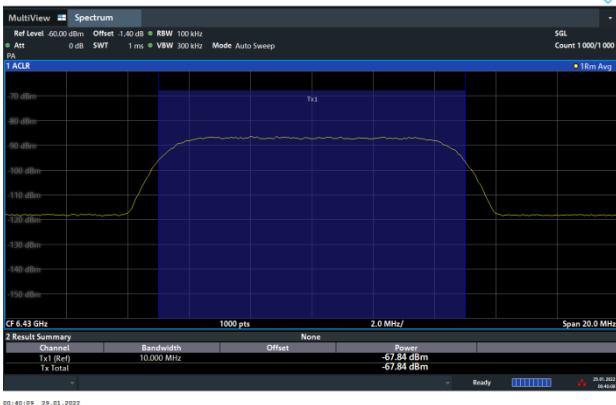 MultiView Spectrum
Ref Level -60.00 dBm Offset -1.40 dB RBW 100 kHz SGL
Att 0 dB SWT 1 ms VBW 300 kHz Mode Auto Sweep Count 1 000/1 000
PA
1 ACLR 1Rm Avg
Tx1
-70 dBm
-80 dBm
-90 dBm
-100 dBm
-110 dBm
-120 dBm
-130 dBm
-140 dBm
-150 dBm
CF 6.43 GHz 1000 pts 2.0 MHz/ Span 20.0 MHz
2 Result Summary None
Channel Bandwidth Offset Power
Tx1 (Ref) 10.000 MHz -67.84 dBm
Tx Total -67.84 dBm
Ready 29.01.2022
00:40:08
00:40:09 29.01.2022